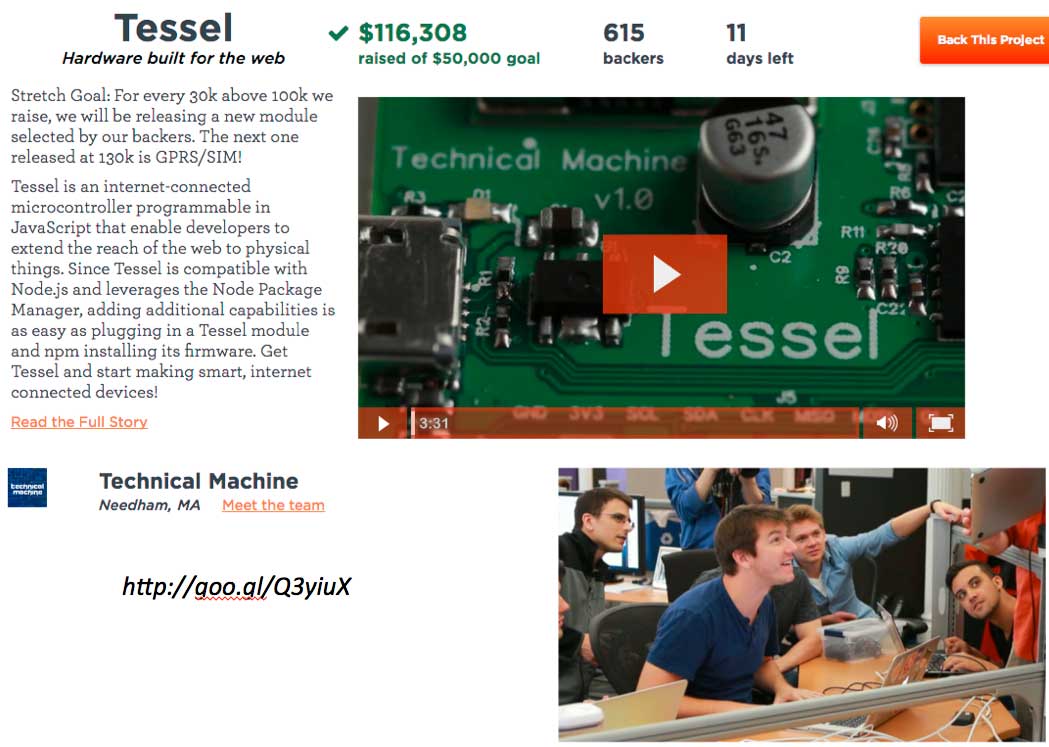 Tessel
Hardware built for the web
$116,308
raised of $50,000 goal
615
backers
11
days left
Back This Project
Stretch Goal: For every 30k above 100k we
raise, we will be releasing a new module
selected by our backers. The next one
released at 130k is GPRS/SIM!
Tessel is an internet-connected
microcontroller programmable in
JavaScript that enable developers to
extend the reach of the web to physical
things. Since Tessel is compatible with
Node.js and leverages the Node Package
Manager, adding additional capabilities is
as easy as plugging in a Tessel module
and npm installing its firmware. Get
Tessel and start making smart, internet
connected devices!
Read the Full Story
Technical Machine
v1.0
47
16S
G63
R3
D1
R1
R2
C2
R6
R11
R20
R9
C22
Tessel
J5
GND 3V3 SCL SDA CLK MISO
3:31
technical
machine
Technical Machine
Needham, MA
Meet the team
http://goo.gl/Q3yiuX